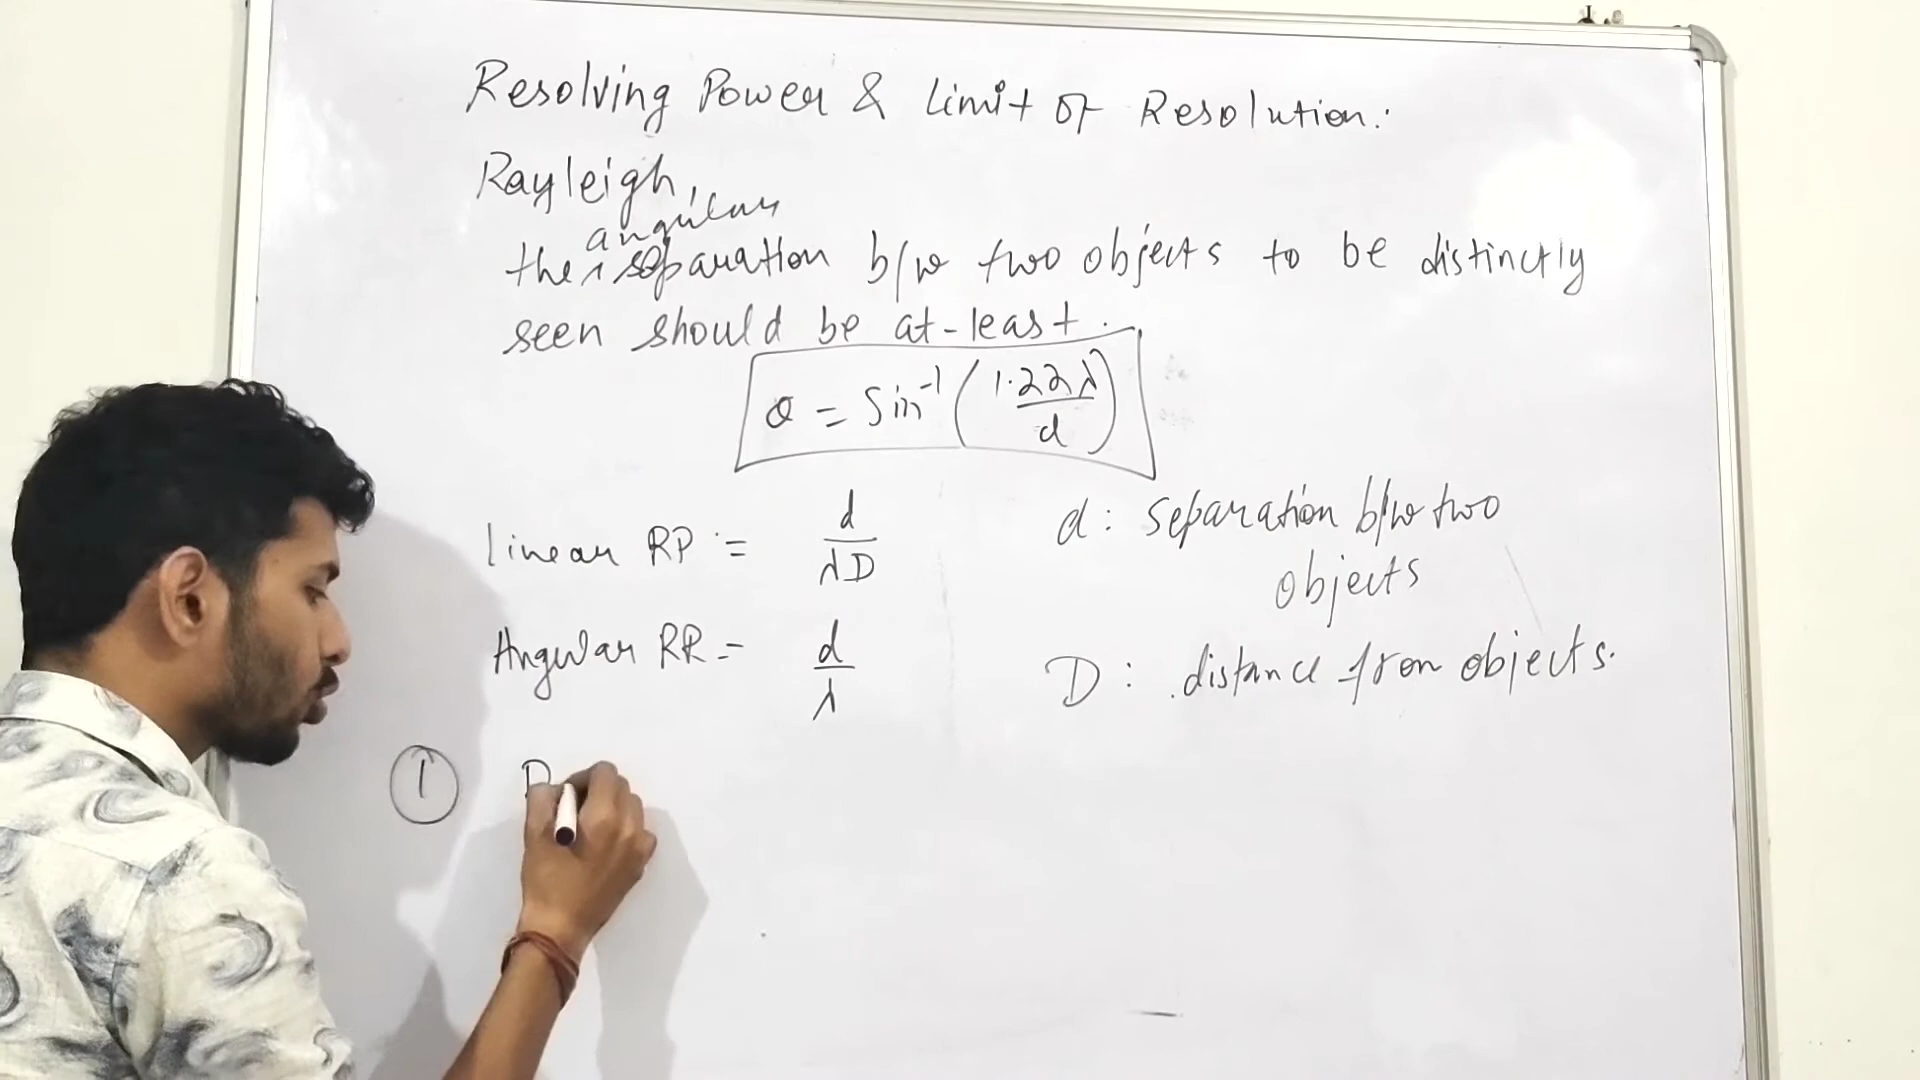 Resolving Power & Limit Of Resolution:
Rayleigh,
angular
the separation b/w two objects to be distinctly
seen should be at-least.
θ = Sin⁻¹ (1.22λ/d)
linear RP = d/λD
d: separation b/w two
objects
Angular RP = d/λ
D: distance from objects.
①